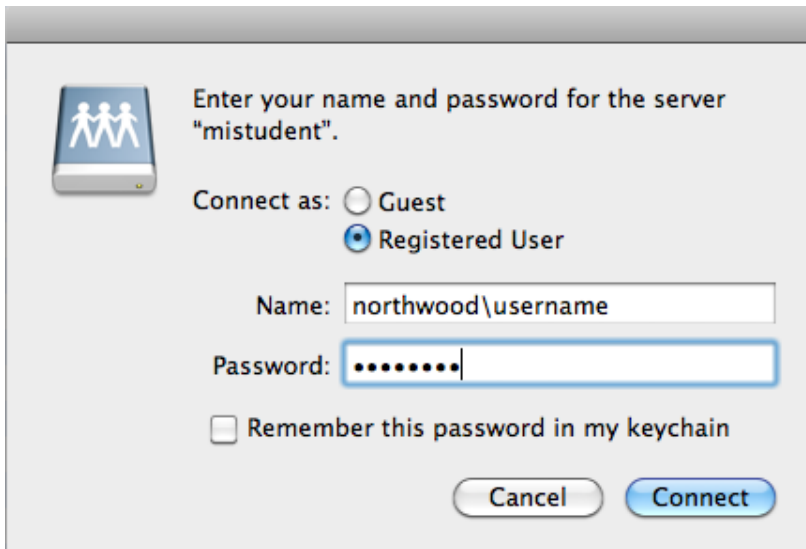 Enter your name and password for the server
“mistudent”.
Connect as: Guest
Registered User
Name: northwood\username
Password: ••••••••
Remember this password in my keychain
Cancel Connect